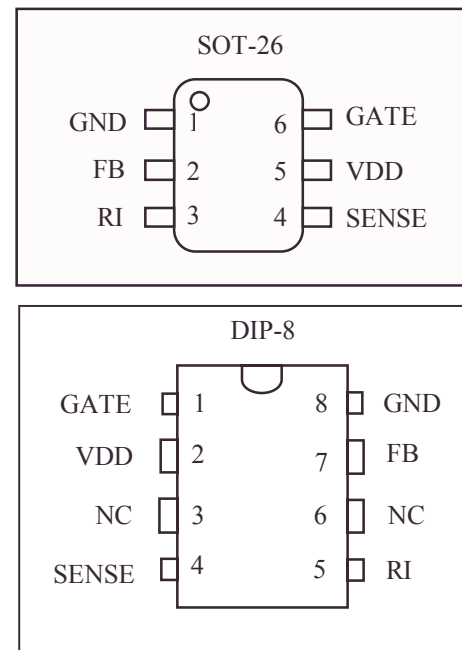 SOT-26
GND 1 6 GATE
FB 2 5 VDD
RI 3 4 SENSE
DIP-8
GATE 1 8 GND
VDD 2 7 FB
NC 3 6 NC
SENSE 4 5 RI